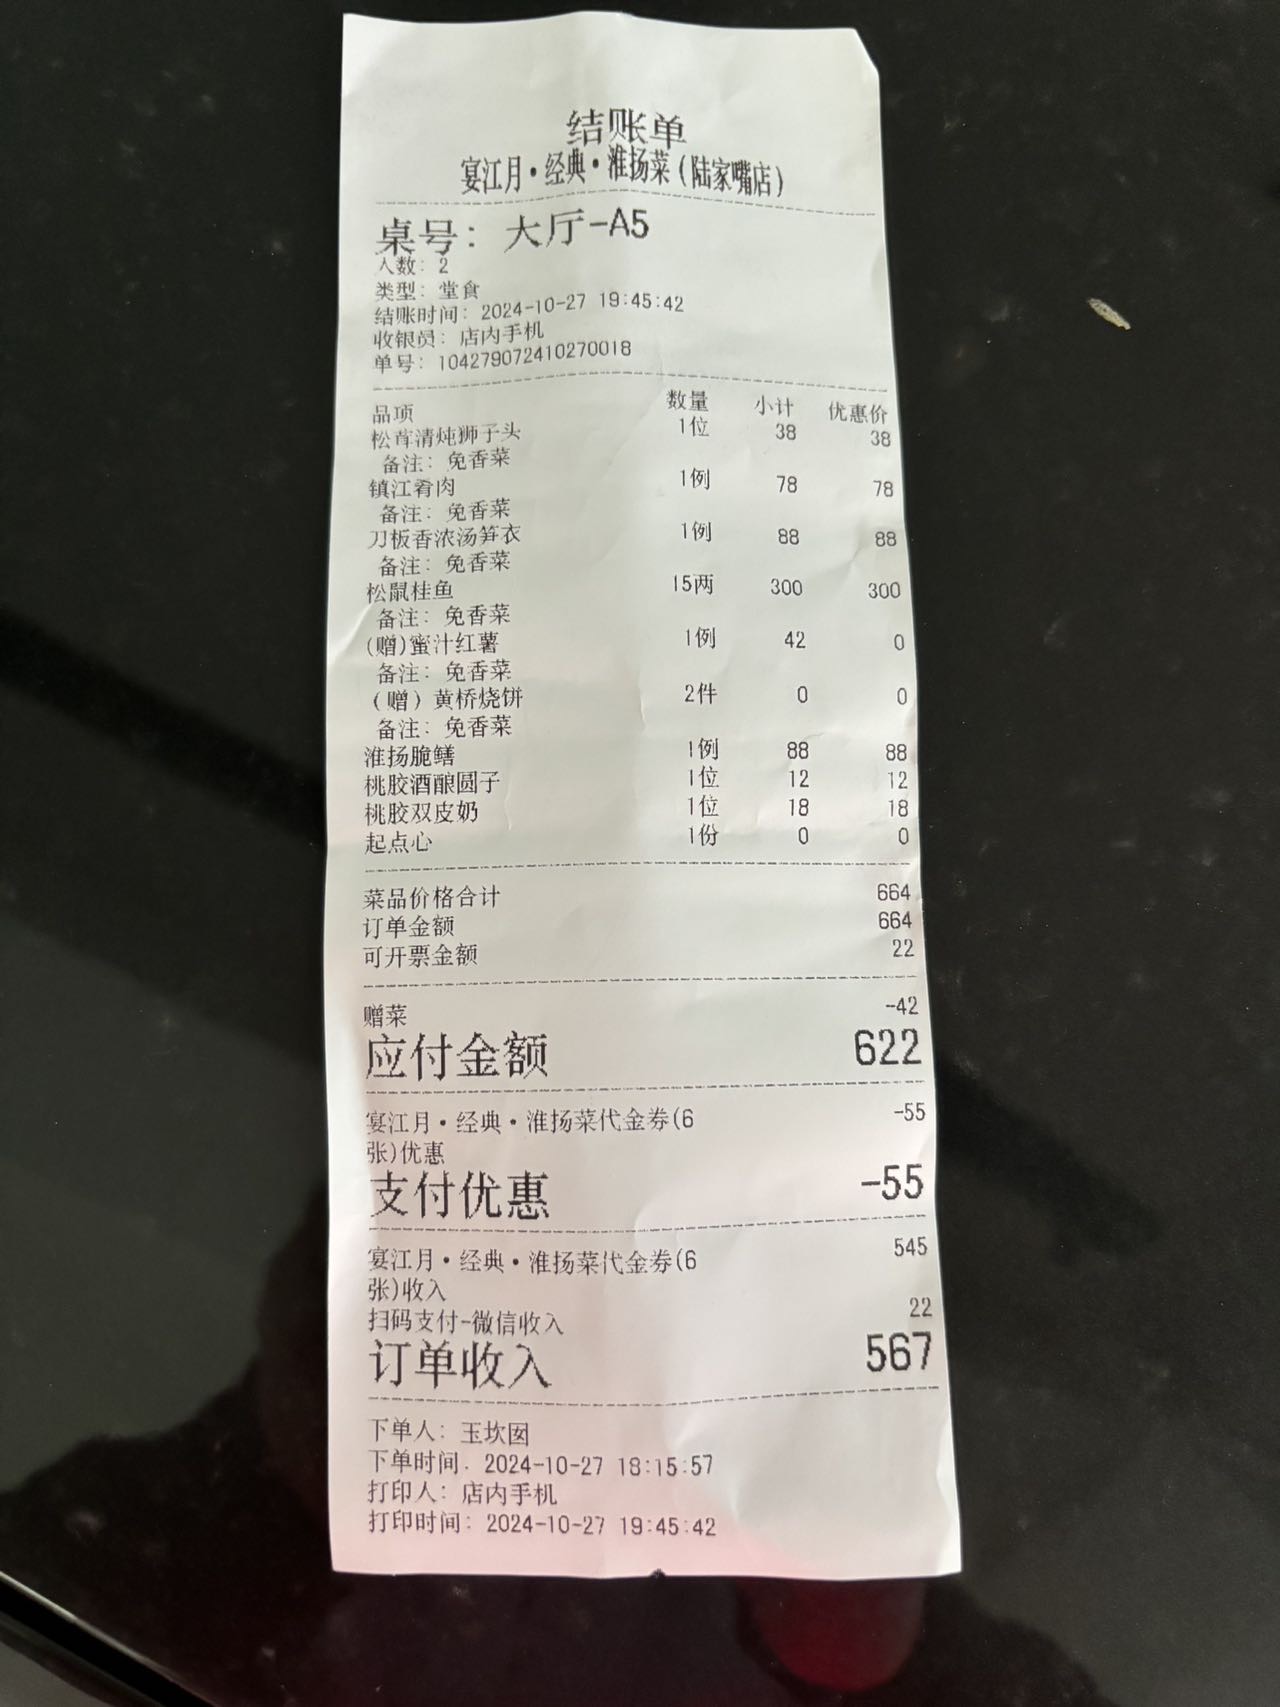 结账单
宴江月·经典·淮扬菜(陆家嘴店)
桌号: 大厅-A5
人数: 2
类型: 堂食
结账时间: 2024-10-27 19:45:42
收银员: 店内手机
单号: 104279072410270018
品项 数量 小计 优惠价
松茸清炖狮子头 1位 38 38
备注: 免香菜
镇江肴肉 1例 78 78
备注: 免香菜
刀板香浓汤笋衣 1例 88 88
备注: 免香菜
松鼠桂鱼 15两 300 300
备注: 免香菜
(赠)蜜汁红薯 1例 42 0
备注: 免香菜
(赠) 黄桥烧饼 2件 0 0
备注: 免香菜
淮扬脆鳝 1例 88 88
桃胶酒酿圆子 1位 12 12
桃胶双皮奶 1位 18 18
起点心 1份 0 0
菜品价格合计 664
订单金额 664
可开票金额 22
赠菜 -42
应付金额 622
宴江月·经典·淮扬菜代金券(6 -55
张)优惠
支付优惠 -55
宴江月·经典·淮扬菜代金券(6 545
张)收入
扫码支付-微信收入 22
订单收入 567
下单人: 玉坎囡
下单时间: 2024-10-27 18:15:57
打印人: 店内手机
打印时间: 2024-10-27 19:45:42